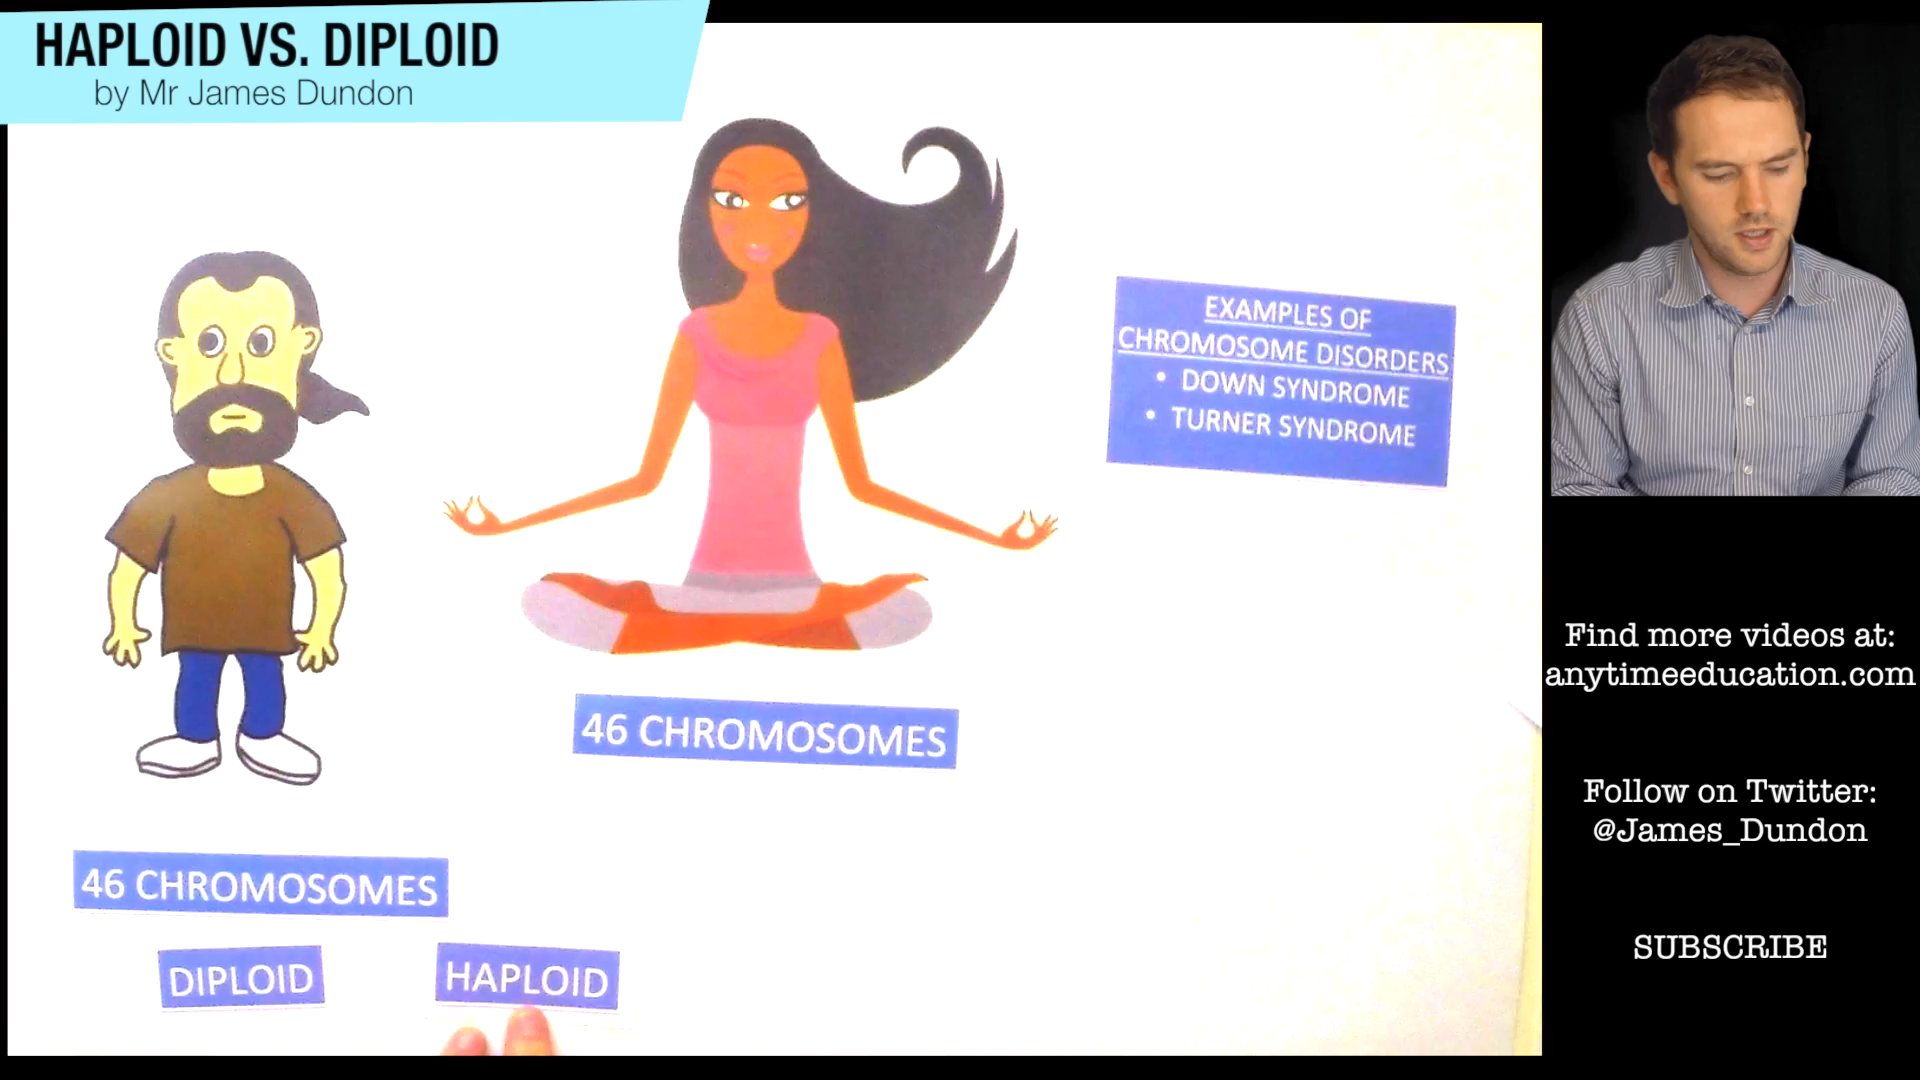 HAPLOID VS. DIPLOID
by Mr James Dundon
EXAMPLES OF
CHROMOSOME DISORDERS
• DOWN SYNDROME
• TURNER SYNDROME
46 CHROMOSOMES
46 CHROMOSOMES
DIPLOID
HAPLOID
Find more videos at:
anytimeeducation.com
Follow on Twitter:
@James_Dundon
SUBSCRIBE